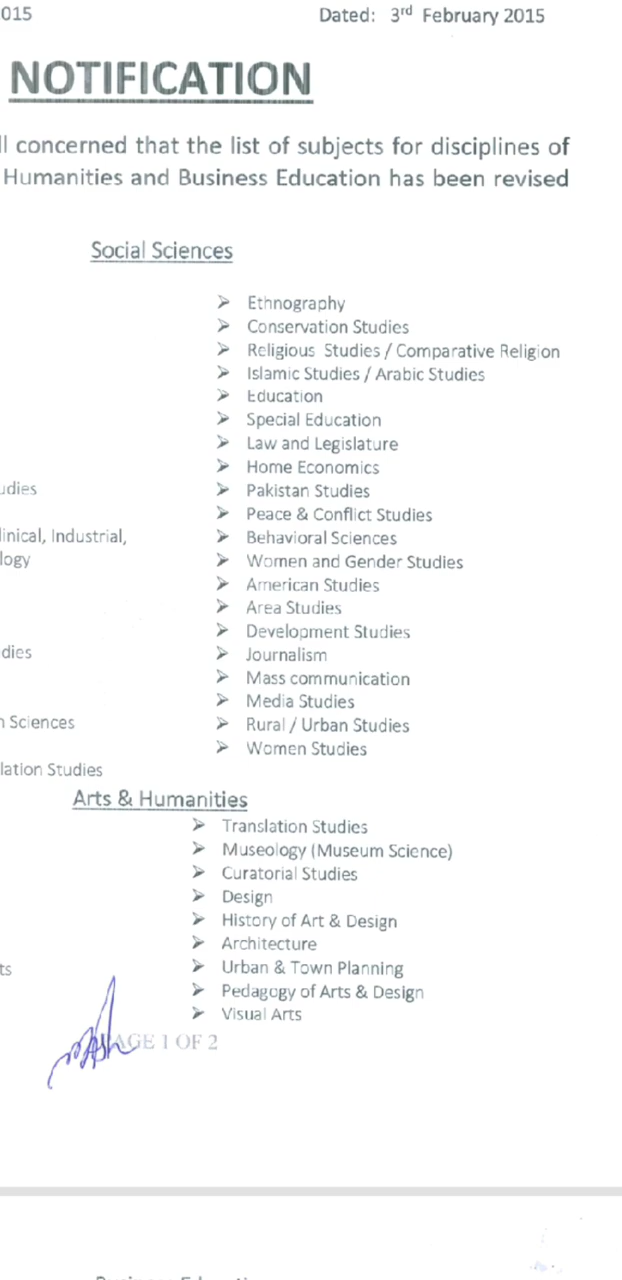 015 Dated: 3rd February 2015
NOTIFICATION
ll concerned that the list of subjects for disciplines of
Humanities and Business Education has been revised
Social Sciences
➢ Ethnography
➢ Conservation Studies
➢ Religious Studies / Comparative Religion
➢ Islamic Studies / Arabic Studies
➢ Education
➢ Special Education
➢ Law and Legislature
➢ Home Economics
udies ➢ Pakistan Studies
➢ Peace & Conflict Studies
linical, Industrial, ➢ Behavioral Sciences
logy ➢ Women and Gender Studies
➢ American Studies
➢ Area Studies
➢ Development Studies
dies ➢ Journalism
➢ Mass communication
➢ Media Studies
n Sciences ➢ Rural / Urban Studies
➢ Women Studies
lation Studies
Arts & Humanities
➢ Translation Studies
➢ Museology (Museum Science)
➢ Curatorial Studies
➢ Design
➢ History of Art & Design
➢ Architecture
ts ➢ Urban & Town Planning
➢ Pedagogy of Arts & Design
➢ Visual Arts
AGE 1 OF 2